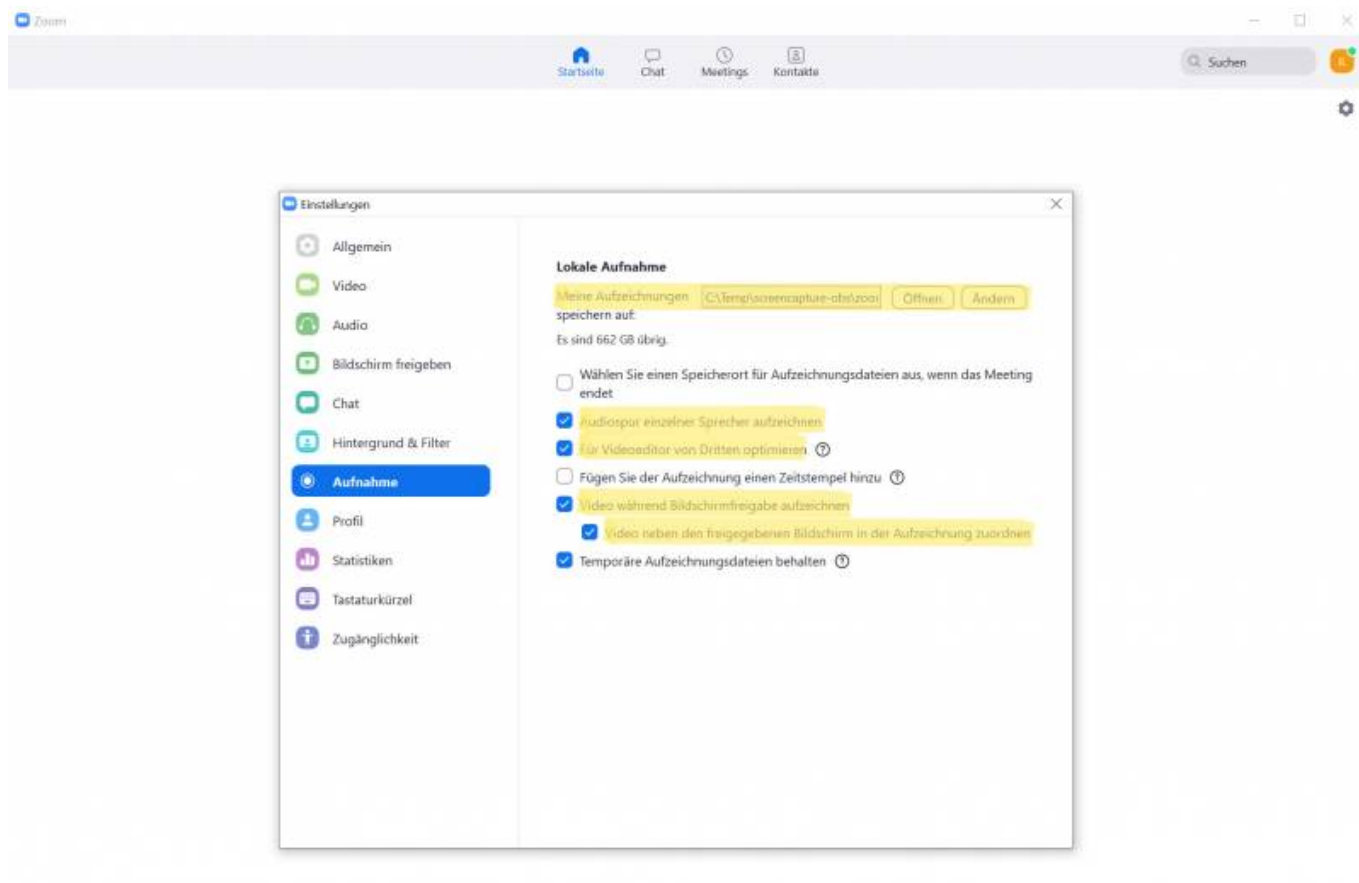 Zoom
Startseite
Chat
Meetings
Kontakte
Suchen
Einstellungen
Allgemein
Video
Audio
Bildschirm freigeben
Chat
Hintergrund & Filter
Aufnahme
Profil
Statistiken
Tastaturkürzel
Zugänglichkeit
Lokale Aufnahme
Meine Aufzeichnungen C:\Temp\screencapture-obs\zoo Öffnen Ändern
speichern auf:
Es sind 662 GB übrig.
Wählen Sie einen Speicherort für Aufzeichnungsdateien aus, wenn das Meeting
endet
Audiospur einzelner Sprecher aufzeichnen
Für Videoeditor von Dritten optimieren
Fügen Sie der Aufzeichnung einen Zeitstempel hinzu
Video während Bildschirmfreigabe aufzeichnen
Video neben den freigegebenen Bildschirm in der Aufzeichnung zuordnen
Temporäre Aufzeichnungsdateien behalten